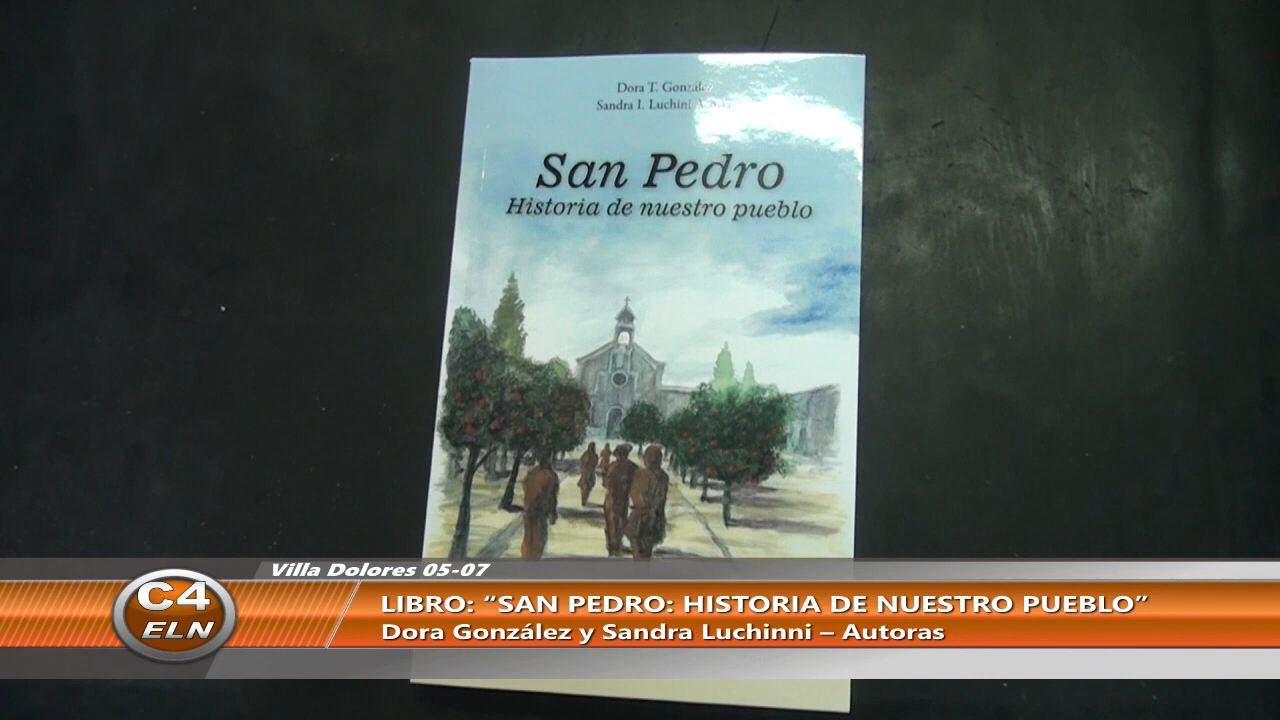 Dora T. González
Sandra I. Luchini
San Pedro
Historia de nuestro pueblo
Villa Dolores 05-07
C4
ELN
LIBRO: “SAN PEDRO: HISTORIA DE NUESTRO PUEBLO”
Dora González y Sandra Luchinni – Autoras